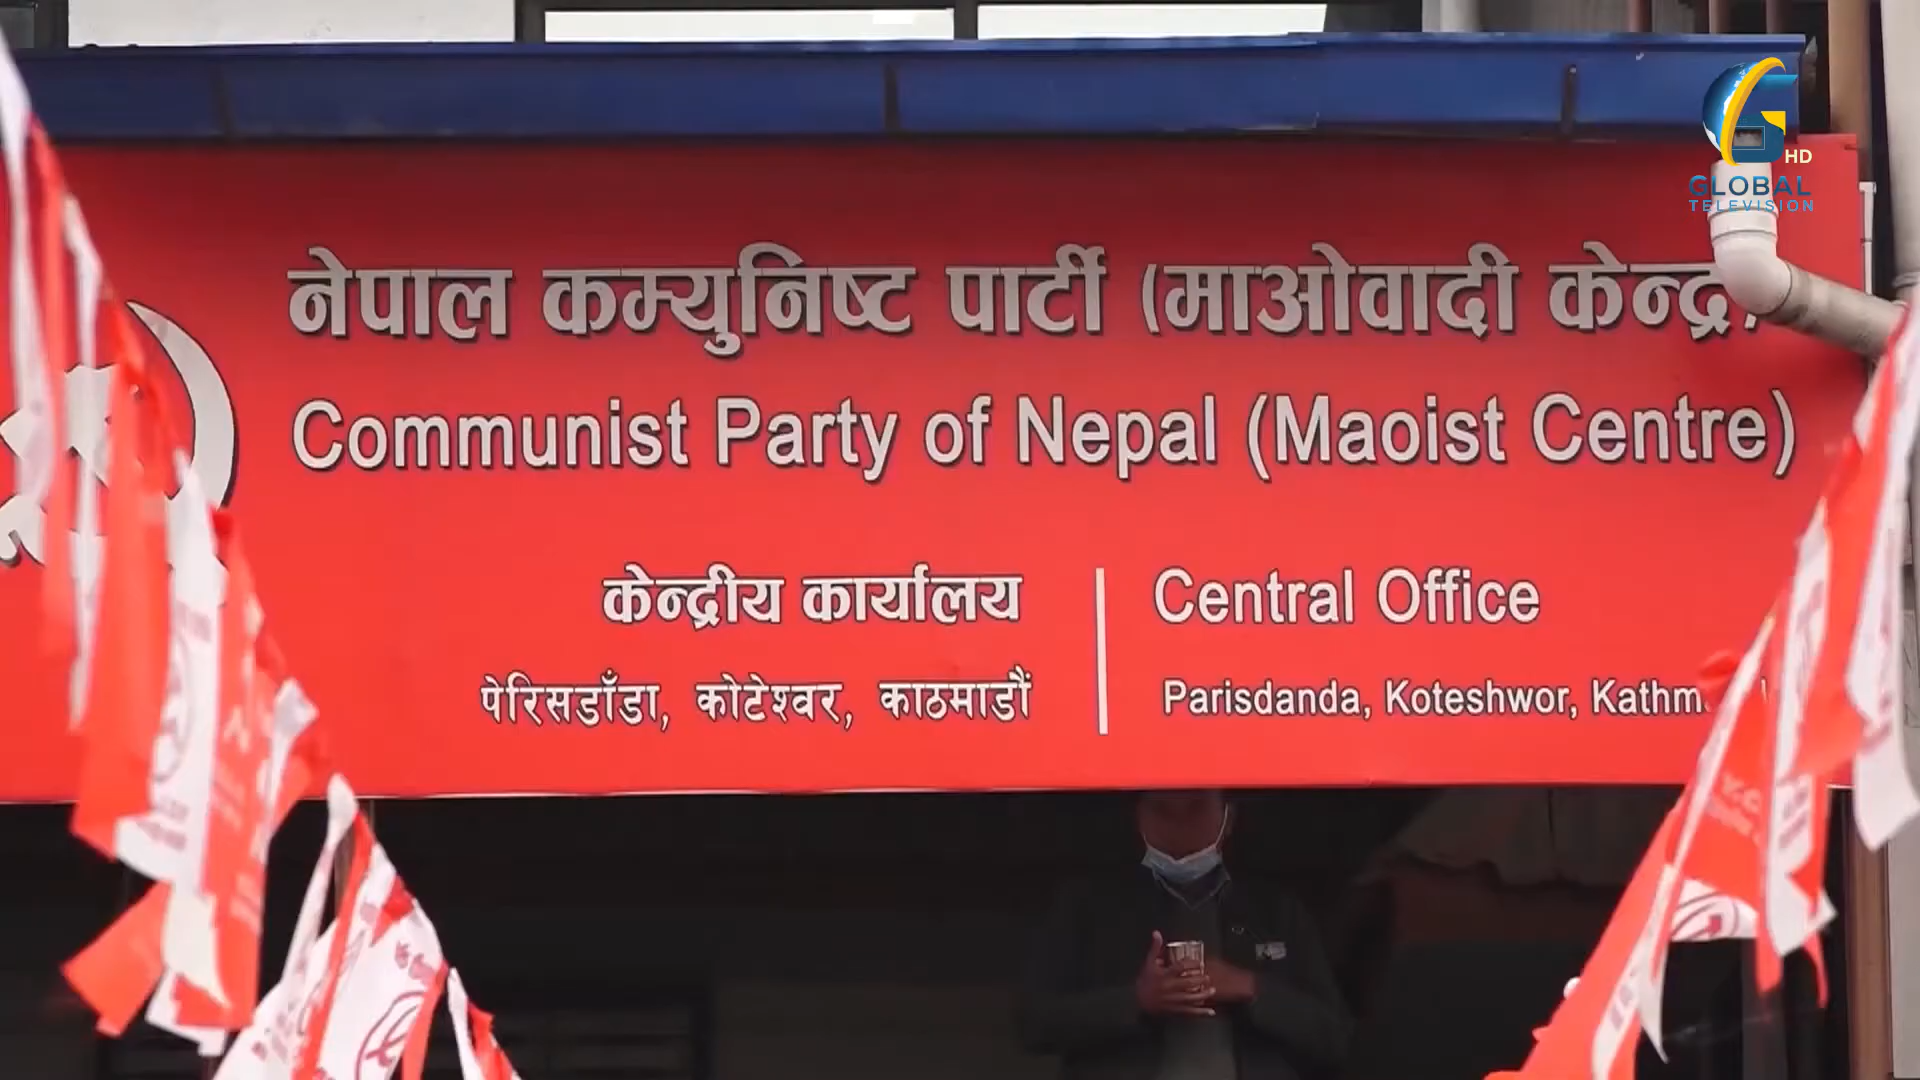 नेपाल कम्युनिष्ट पार्टी (माओवादी केन्द्र)
Communist Party of Nepal (Maoist Centre)
केन्द्रीय कार्यालय
पेरिसडाँडा, कोटेश्वर, काठमाडौं
Central Office
Parisdanda, Koteshwor,
HD
GLOBAL
TELEVISION